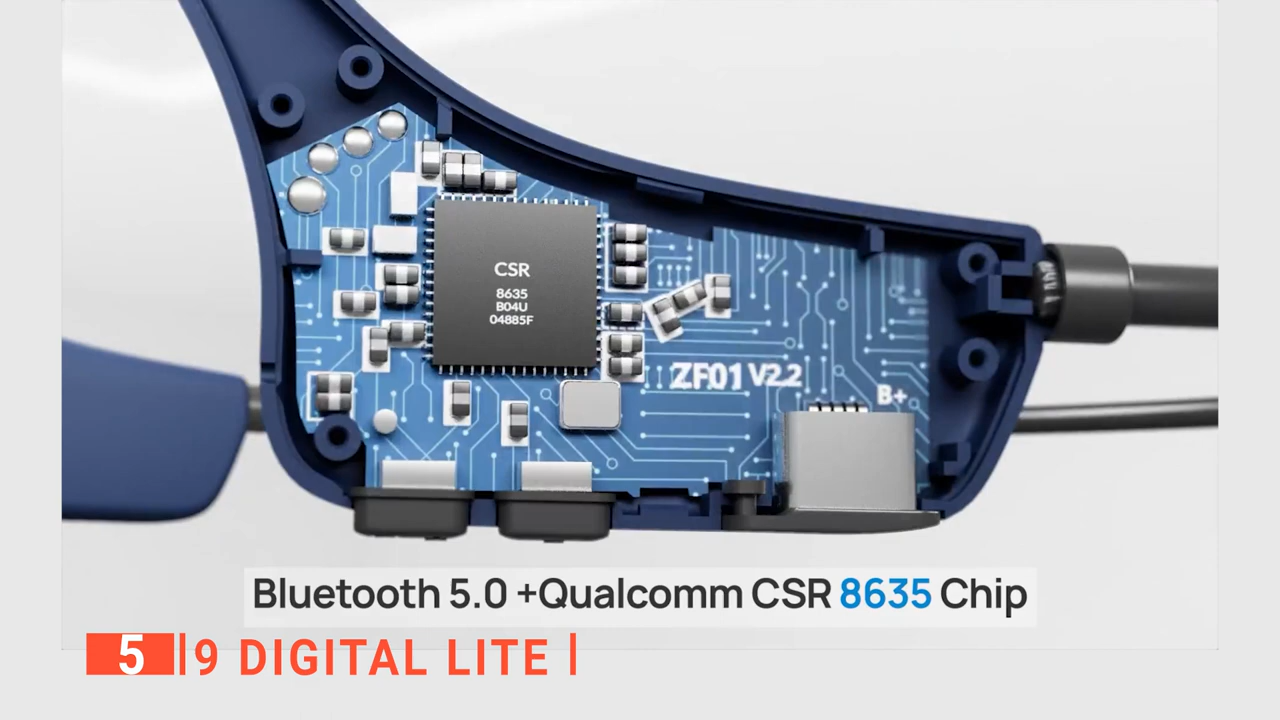 CSR
8635
B04U
04885F
ZF01 V2.2
B+
Bluetooth 5.0 +Qualcomm CSR 8635 Chip
5 | 9 DIGITAL LITE |